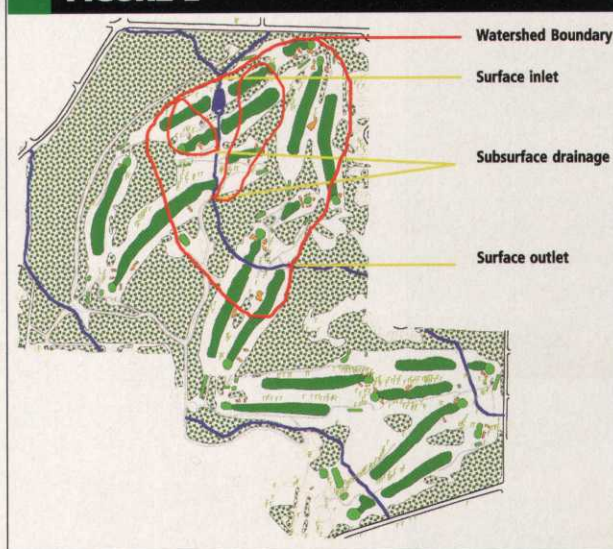 Watershed Boundary
Surface inlet
Subsurface drainage
Surface outlet